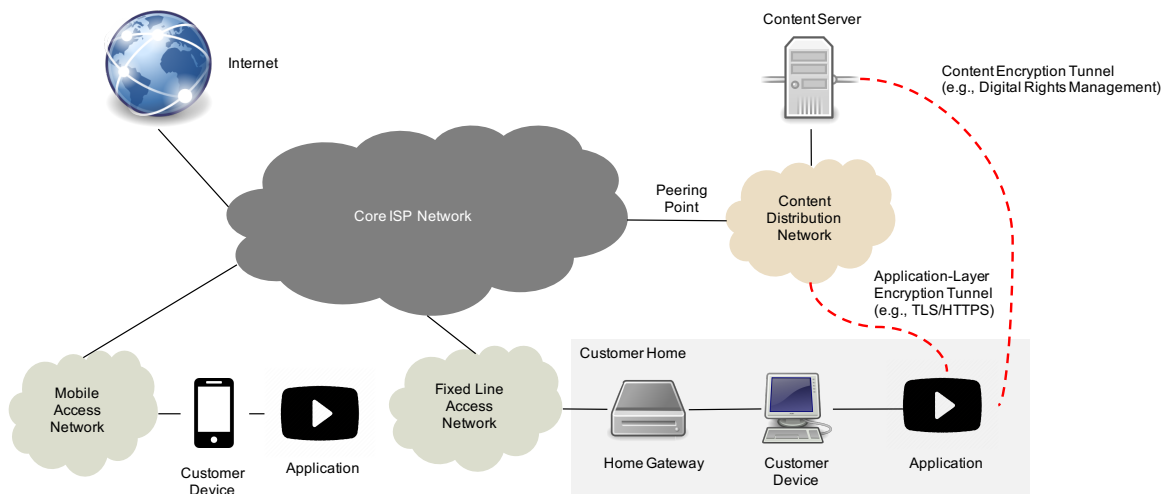 Content Server
Internet
Content Encryption Tunnel
(e.g., Digital Rights Management)
Core ISP Network
Peering
Point
Content
Distribution
Network
Application-Layer
Encryption Tunnel
(e.g., TLS/HTTPS)
Customer Home
Mobile
Access
Network
Fixed Line
Access
Network
Customer
Device
Application
Home Gateway
Customer
Device
Application